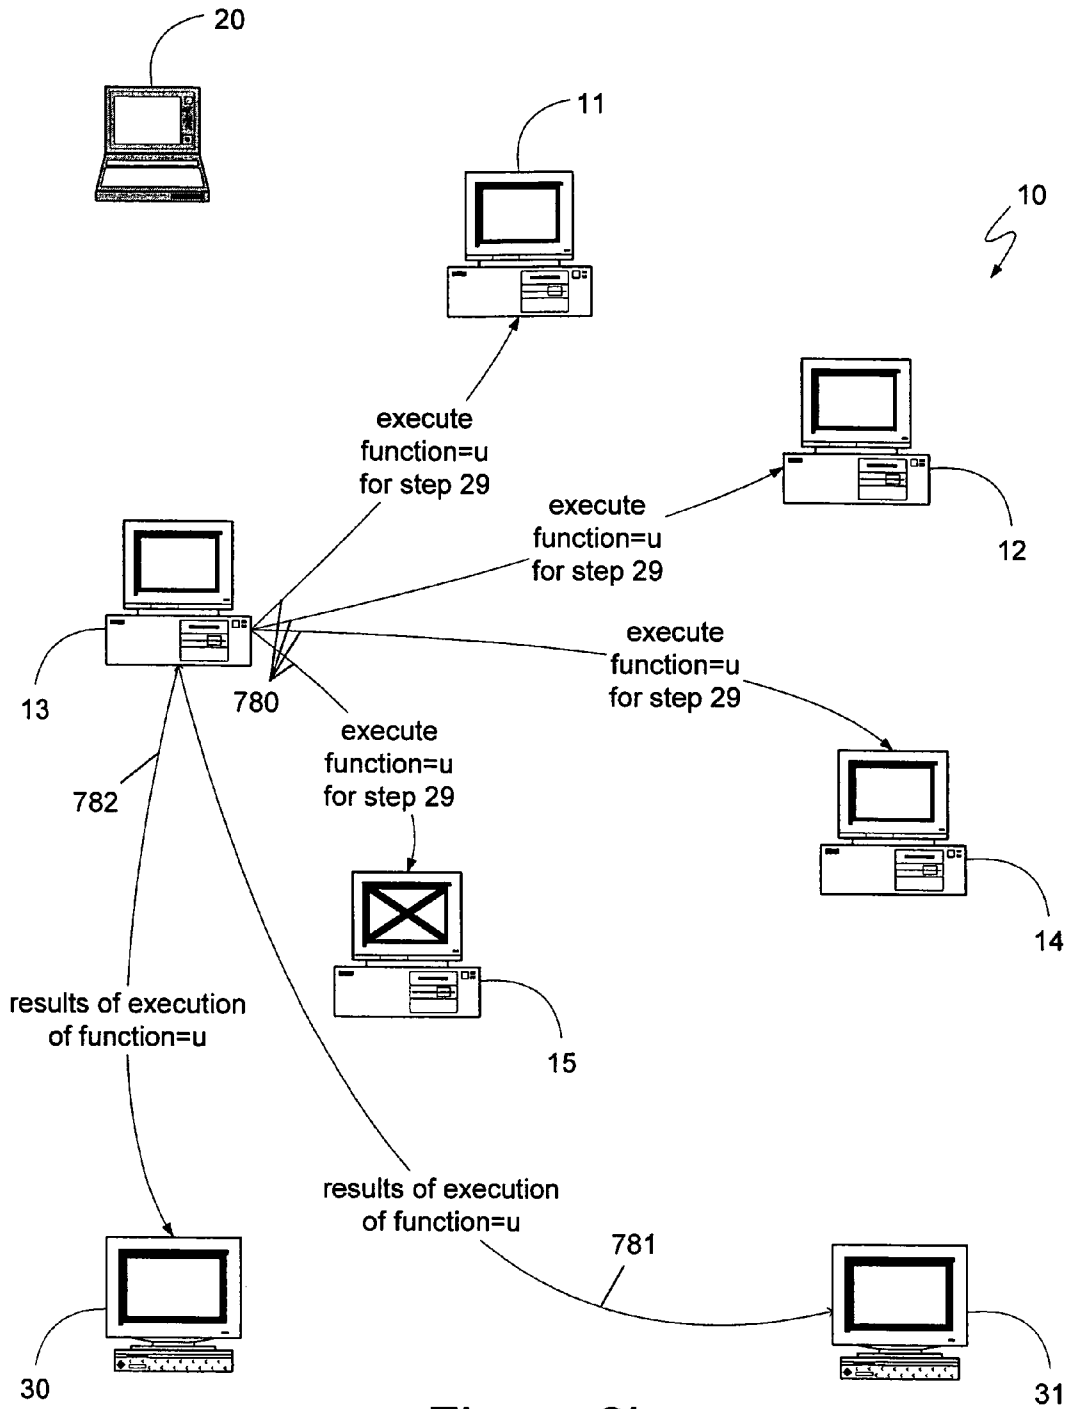 20
11
10
execute
function=u
for step 29
execute
function=u
for step 29
12
execute
function=u
for step 29
13
780
execute
function=u
for step 29
782
14
results of execution
of function=u
15
results of execution
of function=u
781
30
31